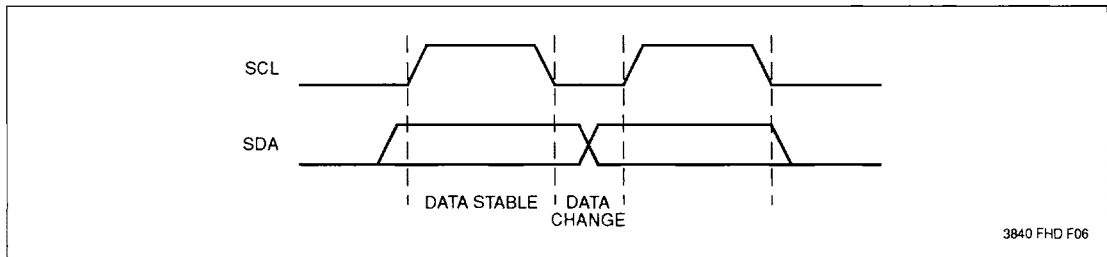 SCL
SDA
DATA STABLE
DATA
CHANGE
3840 FHD F06